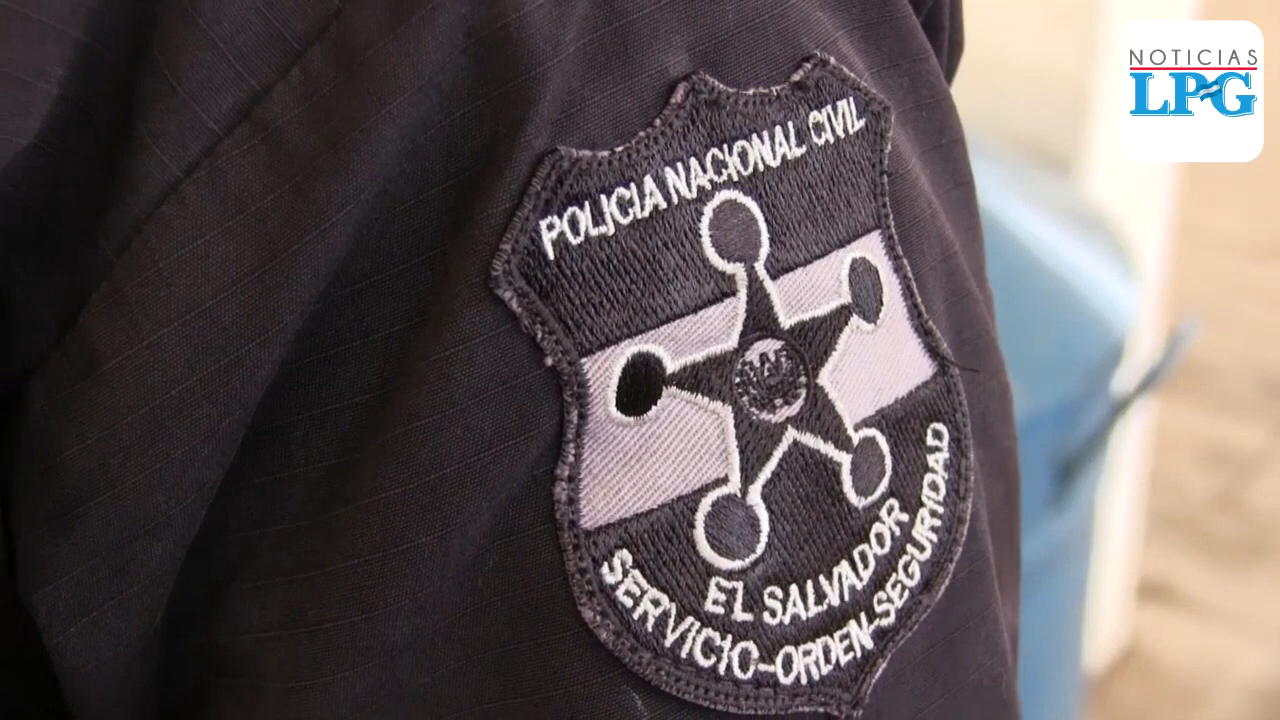 NOTICIAS
LPG
POLICIA NACIONAL CIVIL
EL SALVADOR
SERVICIO-ORDEN-SEGURIDAD